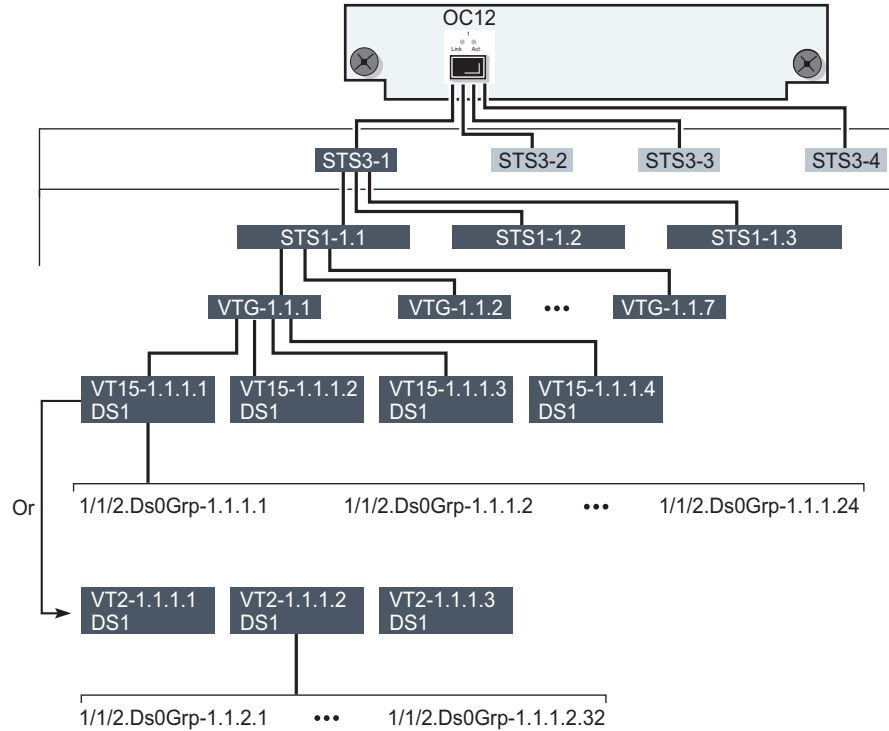 OC12
1
Link Act
STS3-1 STS3-2 STS3-3 STS3-4
STS1-1.1 STS1-1.2 STS1-1.3
VTG-1.1.1 VTG-1.1.2 ••• VTG-1.1.7
VT15-1.1.1.1 VT15-1.1.1.2 VT15-1.1.1.3 VT15-1.1.1.4
DS1 DS1 DS1 DS1
Or
1/1/2.Ds0Grp-1.1.1.1 1/1/2.Ds0Grp-1.1.1.2 ••• 1/1/2.Ds0Grp-1.1.1.24
VT2-1.1.1.1 VT2-1.1.1.2 VT2-1.1.1.3
DS1 DS1 DS1
1/1/2.Ds0Grp-1.1.2.1 ••• 1/1/2.Ds0Grp-1.1.1.2.32